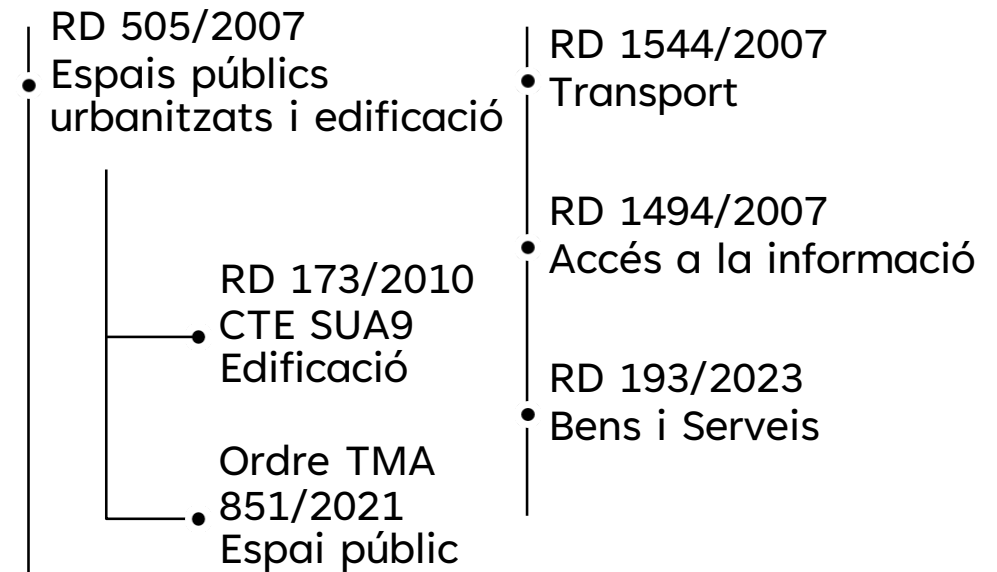 RD 505/2007
Espais públics
urbanitzats i edificació
RD 173/2010
CTE SUA9
Edificació
Ordre TMA
851/2021
Espai públic
RD 1544/2007
Transport
RD 1494/2007
Accés a la informació
RD 193/2023
Bens i Serveis